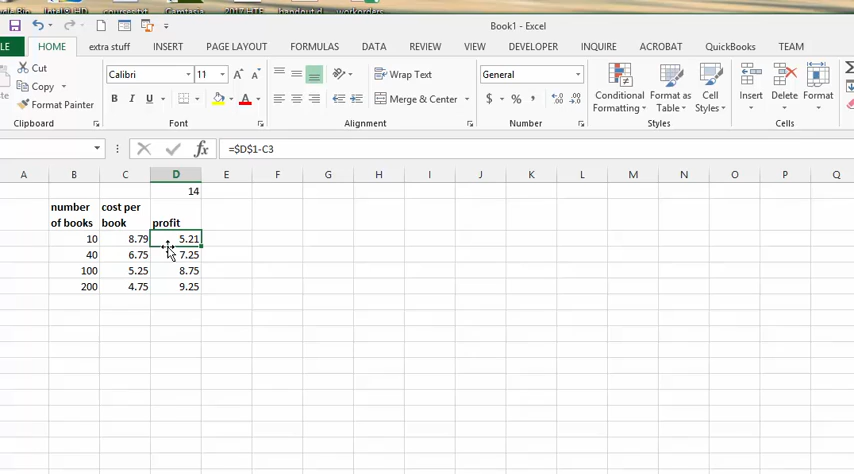 Book1 - Excel
HOME extra stuff INSERT PAGE LAYOUT FORMULAS DATA REVIEW VIEW DEVELOPER INQUIRE ACROBAT QuickBooks TEAM
Cut
Copy
Format Painter
Clipboard
Calibri 11
B I U A
Font
Wrap Text
Merge & Center
Alignment
General
$ % ,
Number
Conditional Formatting
Format as Table
Cell Styles
Styles
Insert Delete Format
Cells
fx =$D$1-C3
A B C D E F G H I J K L M N O P Q
14
number cost per
of books book profit
10 8.79 5.21
40 6.75 7.25
100 5.25 8.75
200 4.75 9.25